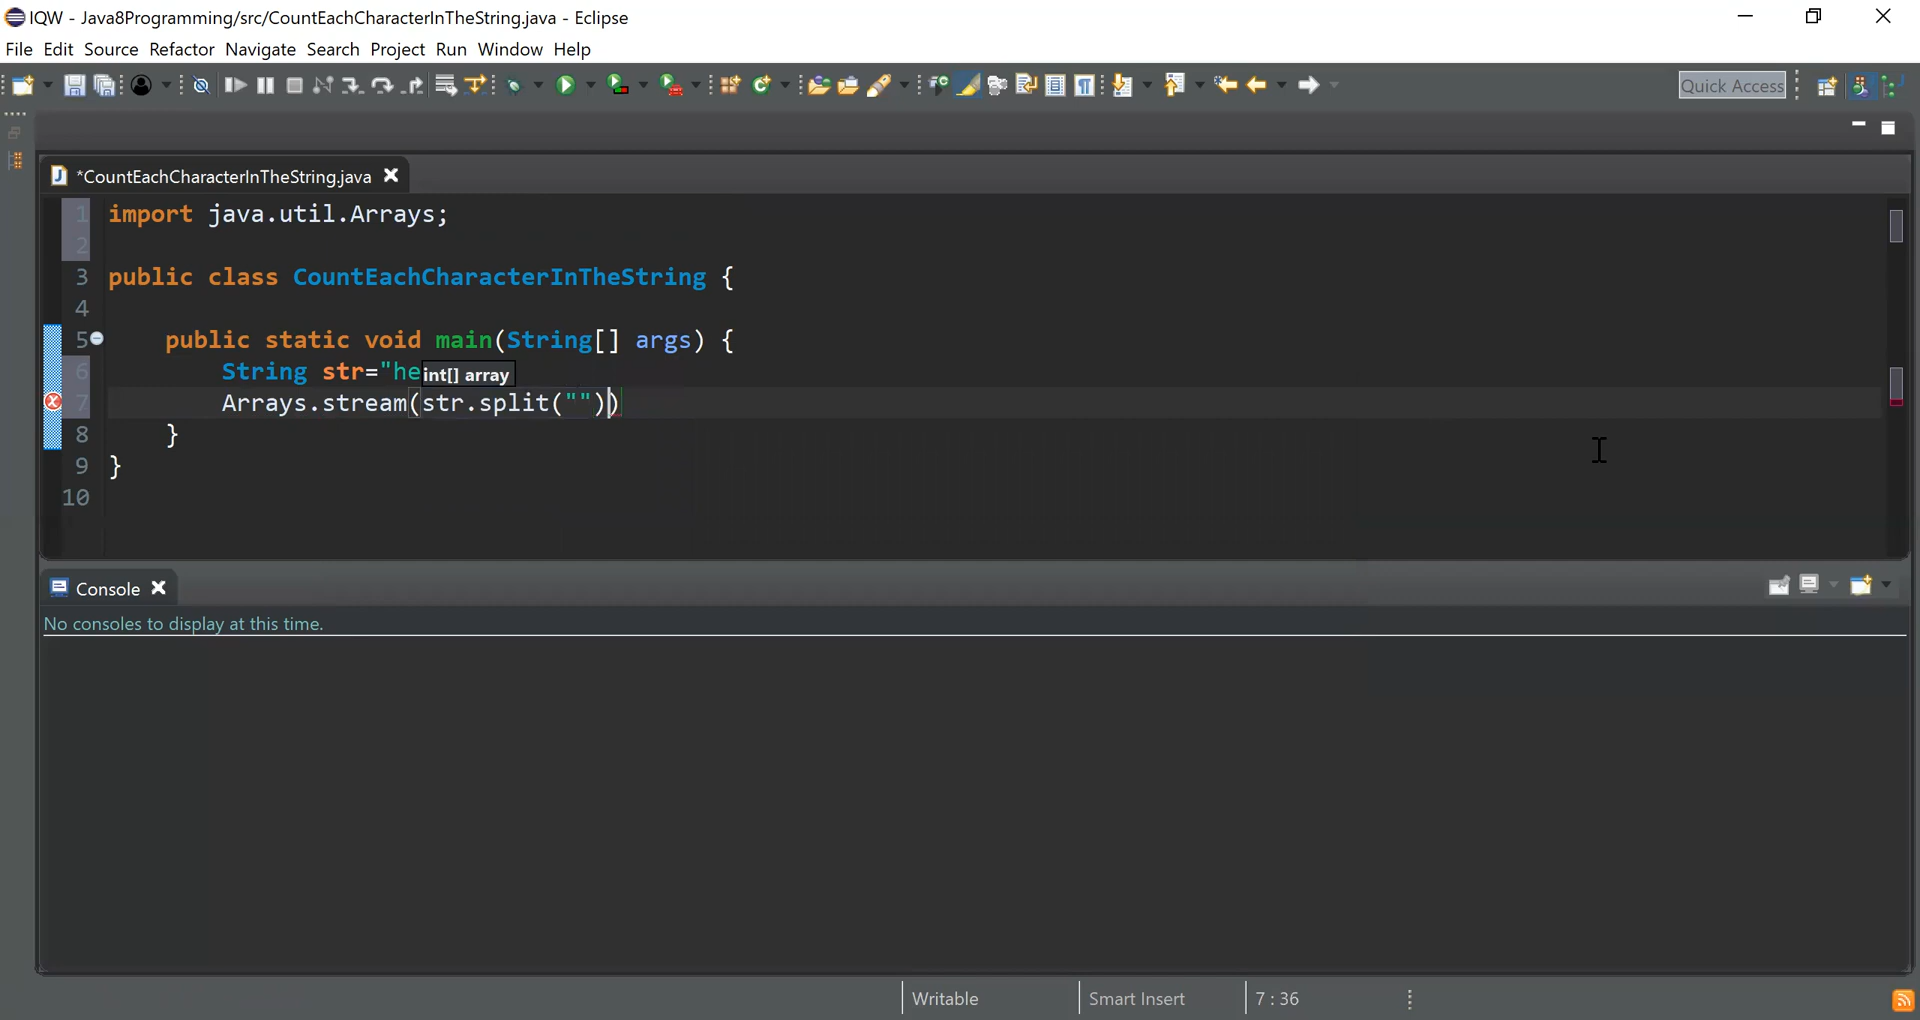 IQW - Java8Programming/src/CountEachCharacterInTheString.java - Eclipse
File Edit Source Refactor Navigate Search Project Run Window Help
Quick Access
*CountEachCharacterInTheString.java
1 import java.util.Arrays;
2
3 public class CountEachCharacterInTheString {
4
5 public static void main(String[] args) {
6 String str="he
int[] array
7 Arrays.stream(str.split(""))
8 }
9 }
10
Console
No consoles to display at this time.
Writable Smart Insert 7 : 36